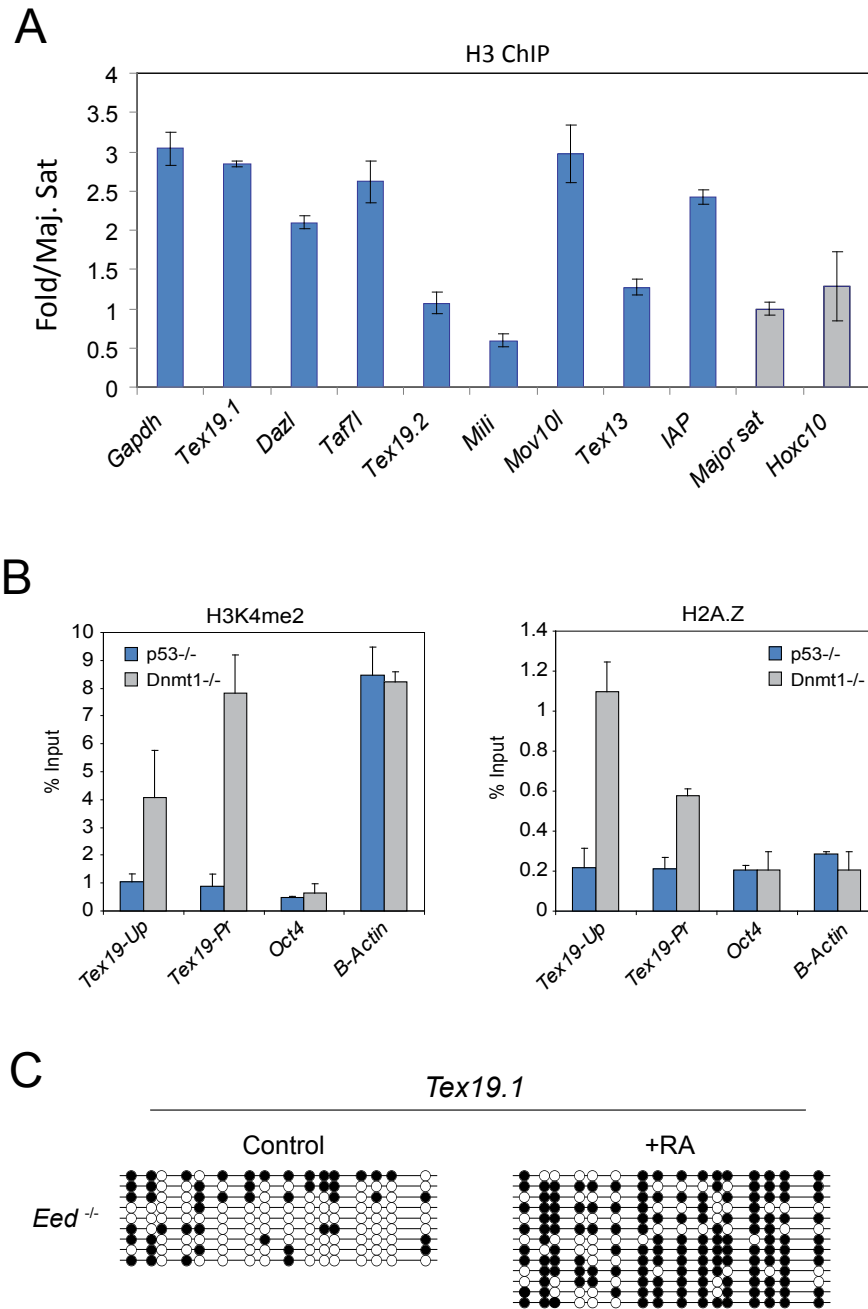 A
H3 ChIP
Fold/Maj. Sat
4
3.5
3
2.5
2
1.5
1
0.5
0
Gapdh
Tex19.1
Dazl
Taf7l
Tex19.2
Mili
Mov10l
Tex13
IAP
Major sat
Hoxc10
B
H3K4me2
% Input
10
9
8
7
6
5
4
3
2
1
0
p53-/-
Dnmt1-/-
Tex19-Up
Tex19-Pr
Oct4
B-Actin
H2A.Z
% Input
1.4
1.2
1
0.8
0.6
0.4
0.2
0
p53-/-
Dnmt1-/-
Tex19-Up
Tex19-Pr
Oct4
B-Actin
C
Tex19.1
Control
+RA
Eed -/-